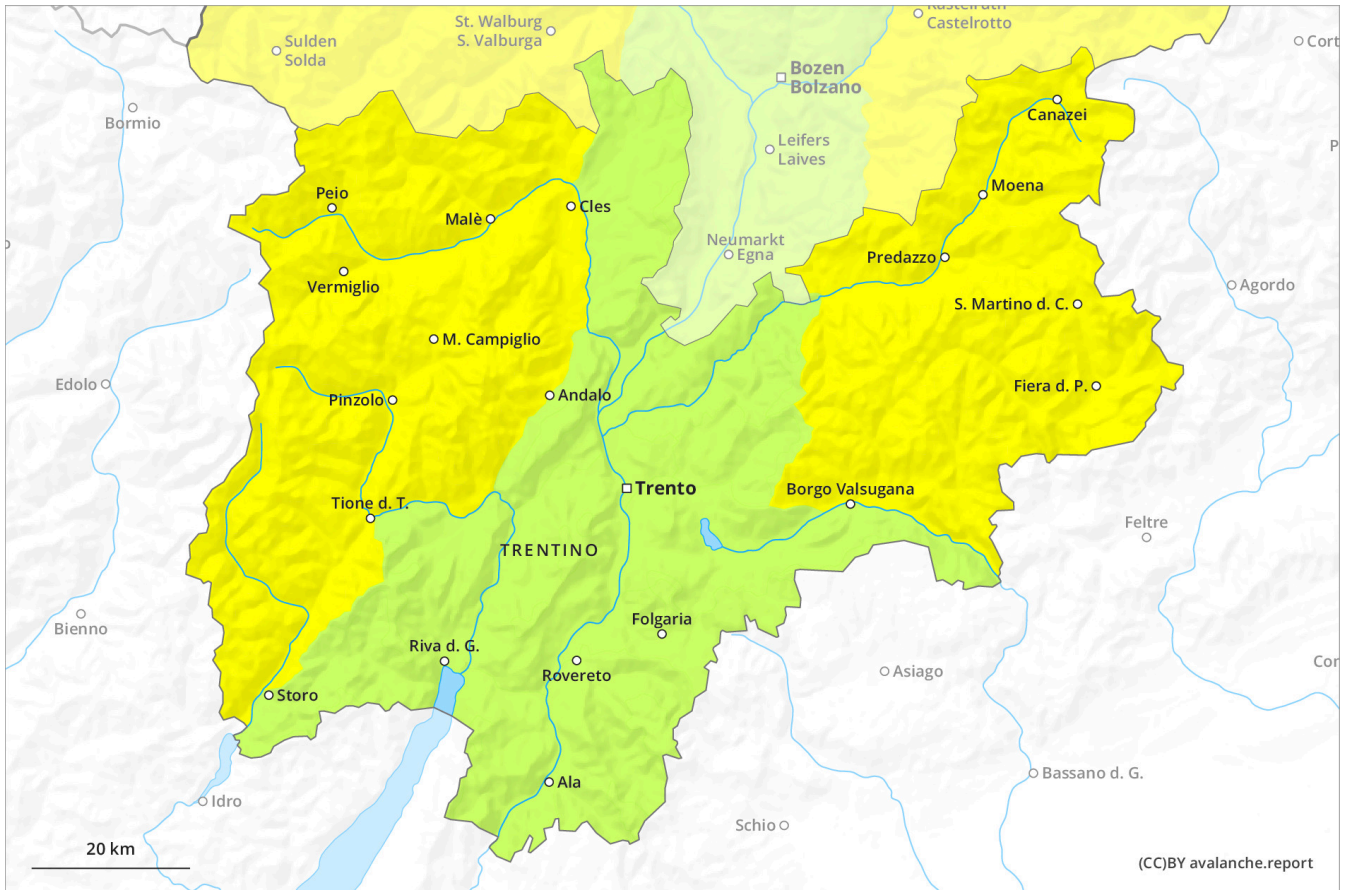 St. Walburg
S. Valburga
Kastelruth
Castelrotto
Sulden
Solda
Cort
Bozen
Bolzano
Bormio
Canazei
Leifers
Laives
Peio
Moena
Malè
Cles
Neumarkt
Egna
Predazzo
Vermiglio
Agordo
S. Martino d. C.
M. Campiglio
Edolo
Fiera d. P.
Andalo
Pinzolo
Trento
Borgo Valsugana
Tione d. T.
Feltre
TRENTINO
Bienno
Folgaria
Riva d. G.
Cor
Asiago
Rovereto
Storo
Bassano d. G.
Ala
Idro
Schio
20 km
(CC)BY avalanche.report